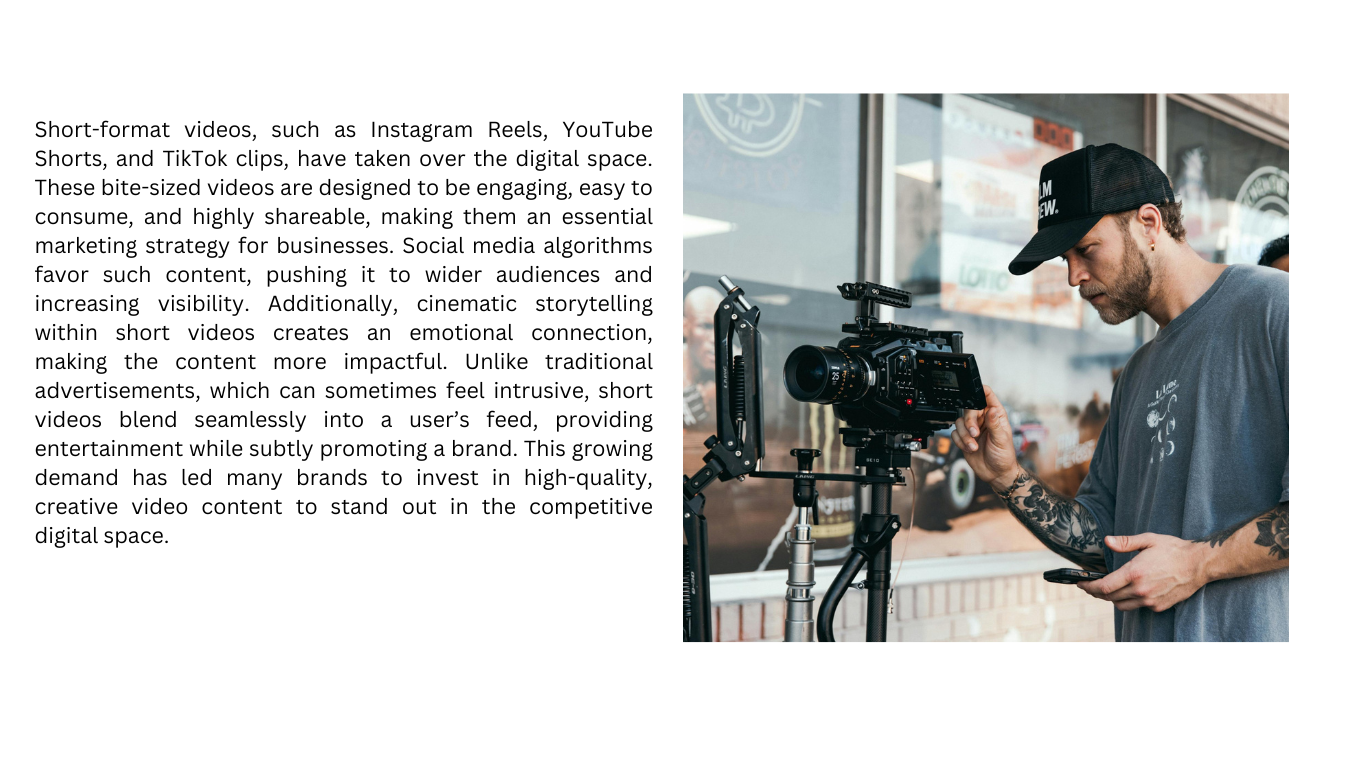 Short-format videos, such as Instagram Reels, YouTube
Shorts, and TikTok clips, have taken over the digital space.
These bite-sized videos are designed to be engaging, easy to
consume, and highly shareable, making them an essential
marketing strategy for businesses. Social media algorithms
favor such content, pushing it to wider audiences and
increasing visibility. Additionally, cinematic storytelling
within short videos creates an emotional connection,
making the content more impactful. Unlike traditional
advertisements, which can sometimes feel intrusive, short
videos blend seamlessly into a user’s feed, providing
entertainment while subtly promoting a brand. This growing
demand has led many brands to invest in high-quality,
creative video content to stand out in the competitive
digital space.
LM
EW.
LOTTO
25